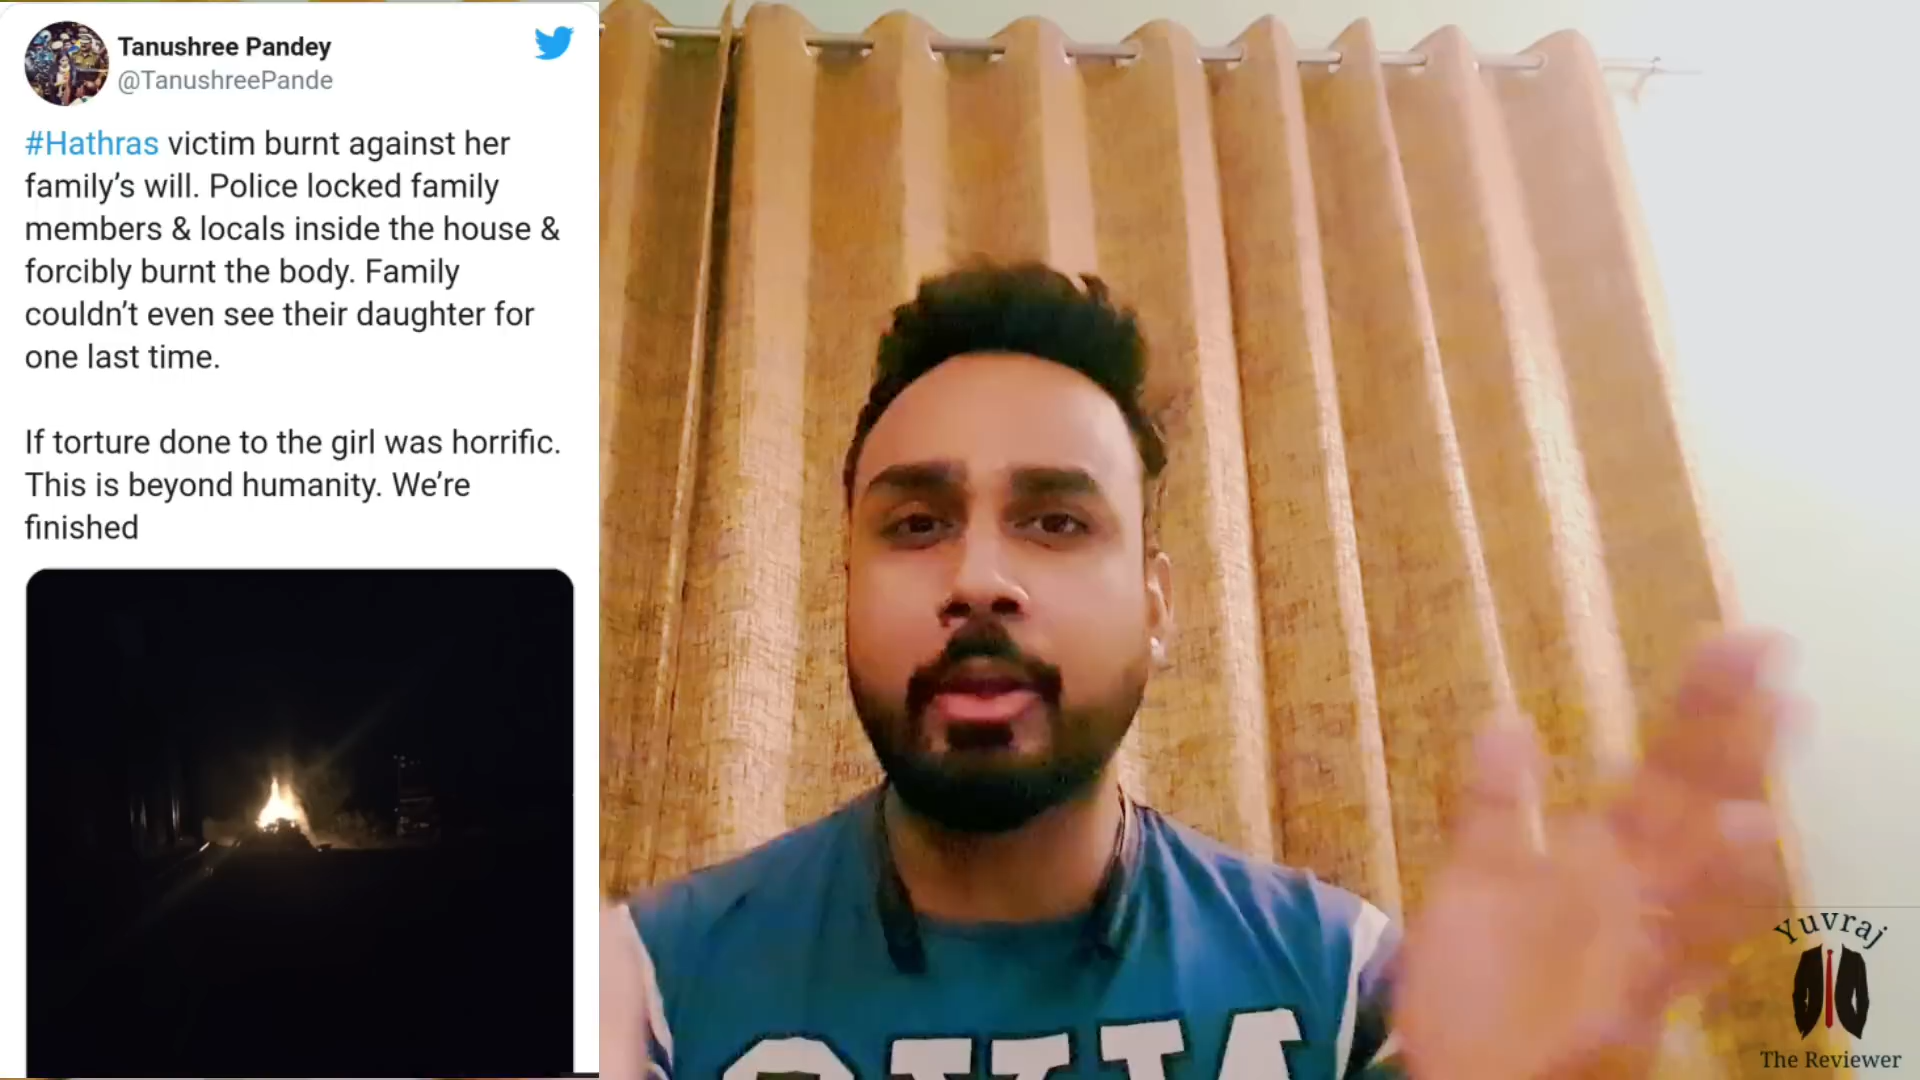 Tanushree Pandey
@TanushreePande
#Hathras victim burnt against her
family's will. Police locked family
members & locals inside the house &
forcibly burnt the body. Family
couldn't even see their daughter for
one last time.
If torture done to the girl was horrific.
This is beyond humanity. We're
finished
Yuvraj
The Reviewer